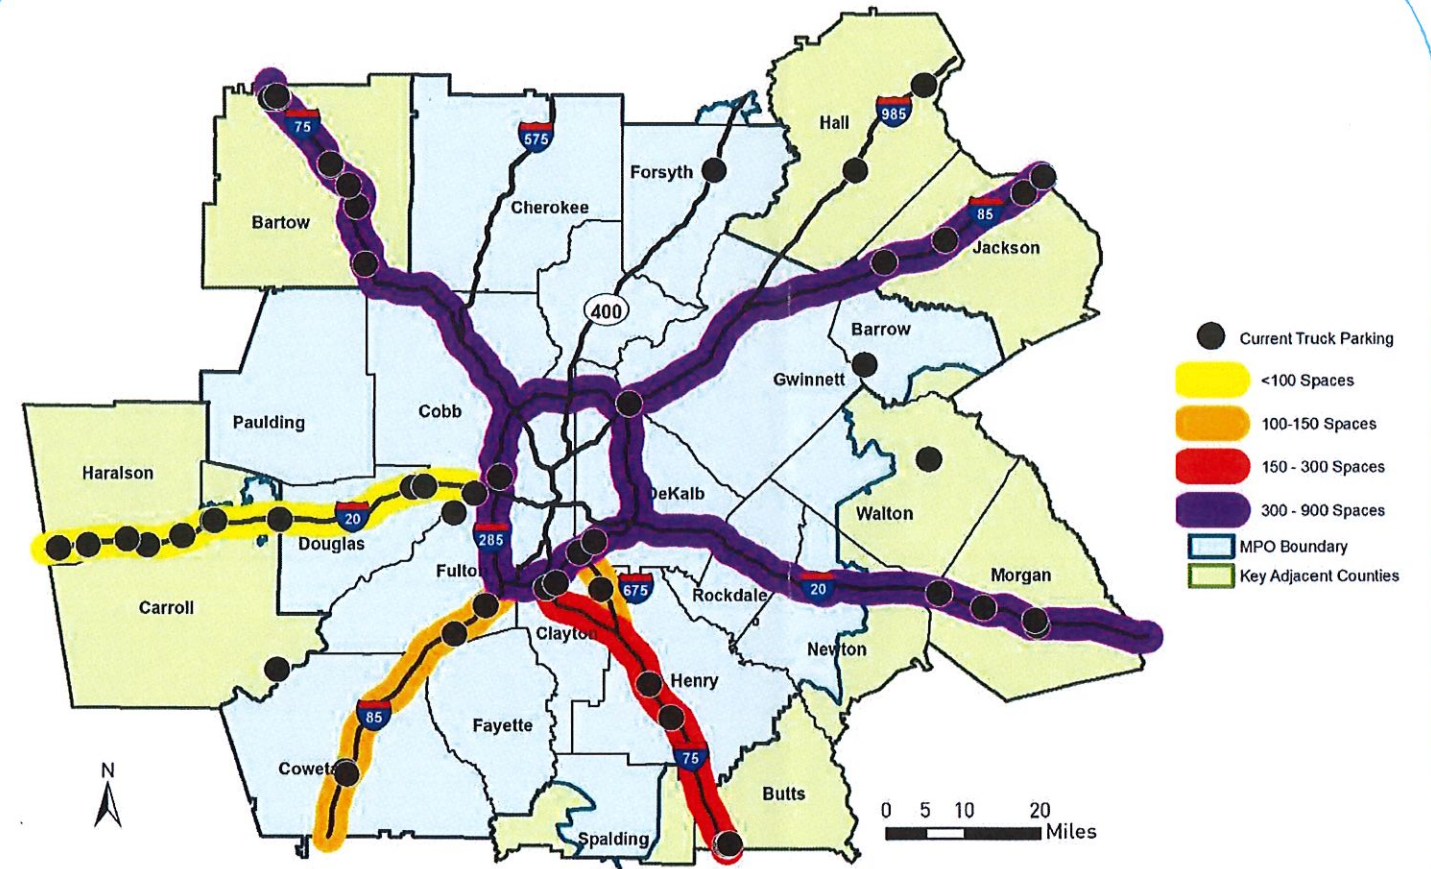 Hall
985
75
575
Forsyth
Cherokee
85
Bartow
Jackson
400
Barrow
Gwinnett
Cobb
Paulding
Haralson
DeKalb
20
Walton
285
Douglas
Fulton
Morgan
675
Rockdale
20
Carroll
Clayton
Newton
Henry
85
Fayette
75
Coweta
Butts
Spalding
N
0 5 10 20
Miles
Current Truck Parking
<100 Spaces
100-150 Spaces
150 - 300 Spaces
300 - 900 Spaces
MPO Boundary
Key Adjacent Counties